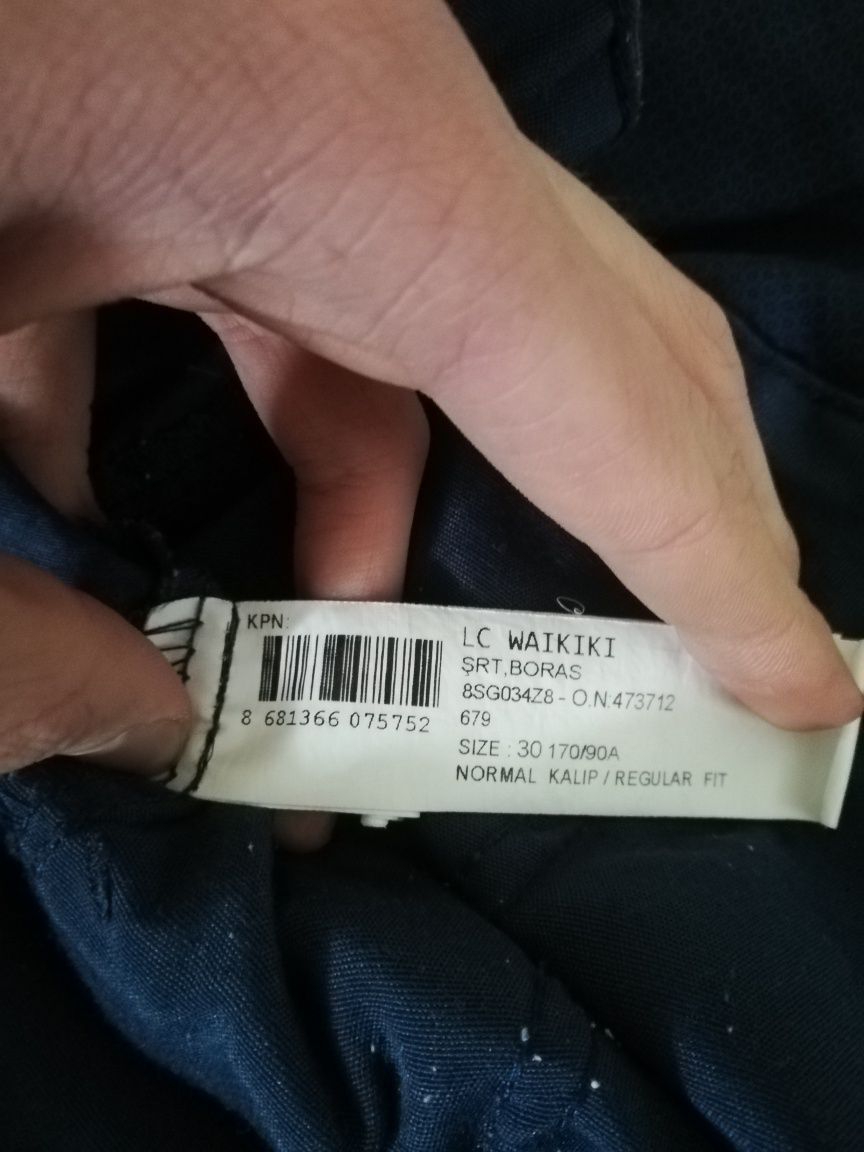 KPN:
8 681366 075752
LC WAIKIKI
ŞRT,BORAS
8SG034Z8 - O.N:473712
679
SIZE : 30 170/90A
NORMAL KALIP / REGULAR FIT